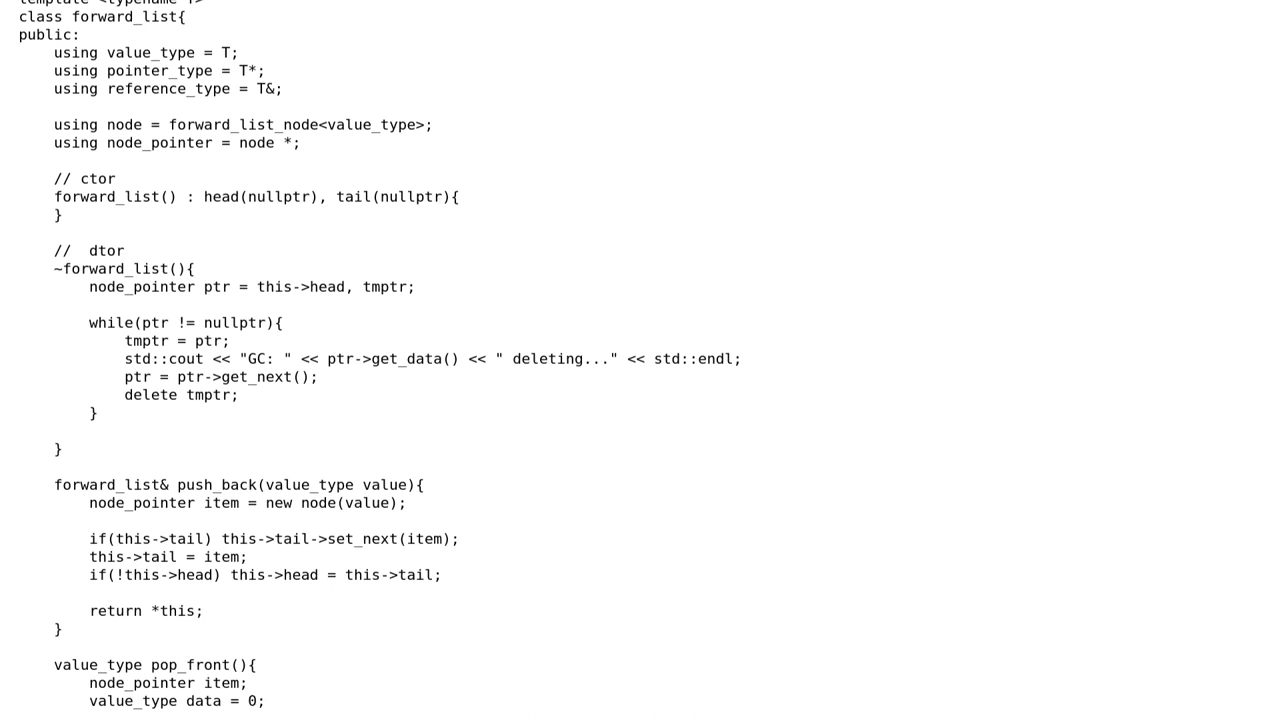 template <typename T>
class forward_list{
public:
    using value_type = T;
    using pointer_type = T*;
    using reference_type = T&;

    using node = forward_list_node<value_type>;
    using node_pointer = node *;

    // ctor
    forward_list() : head(nullptr), tail(nullptr){
    }

    //  dtor
    ~forward_list(){
        node_pointer ptr = this->head, tmptr;

        while(ptr != nullptr){
            tmptr = ptr;
            std::cout << "GC: " << ptr->get_data() << " deleting..." << std::endl;
            ptr = ptr->get_next();
            delete tmptr;
        }

    }

    forward_list& push_back(value_type value){
        node_pointer item = new node(value);

        if(this->tail) this->tail->set_next(item);
        this->tail = item;
        if(!this->head) this->head = this->tail;

        return *this;
    }

    value_type pop_front(){
        node_pointer item;
        value_type data = 0;